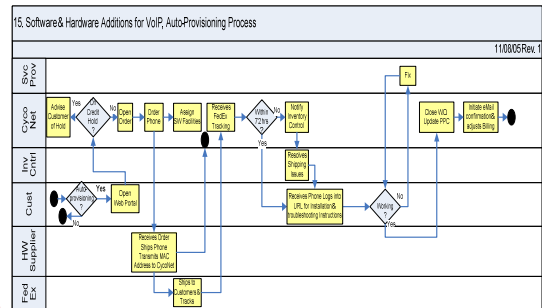 15. Software & Hardware Additions for VoIP, Auto-Provisioning Process
11/08/05 Rev. 1
Svc
Prov
Fix
Cyco
Net
Advise
Customer
of Hold
Yes
On
Credit
Hold
?
No
Open
Order
Order
Phone
Assign
SW Facilities
Receives
FedEx
Tracking
Within
72 hrs
?
No
Yes
Notify
Inventory
Control
Close W/O
Update PPC
Initiate eMail
confirmation &
adjust Billing
Inv
Cntrl
Resolves
Shipping
Issues
Cust
Auto-
provisioning
?
Yes
No
Open
Web Portal
Receives Phone Logs into
URL for Installation &
troubleshooting Instructions
Working
?
No
Yes
HW
Supplier
Receives Order
Ships Phone
Transmits MAC
Address to CycoNet
Fed
Ex
Ships to
Customers &
Tracks